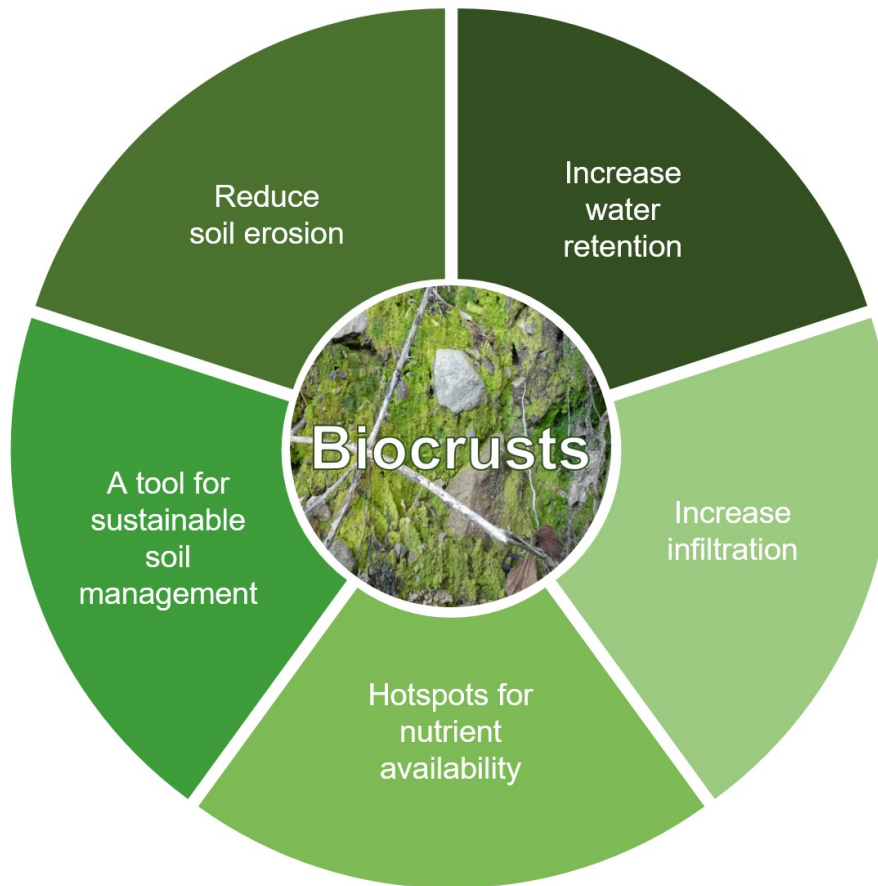 Reduce
soil erosion
Increase
water
retention
Biocrusts
A tool for
sustainable
soil
management
Increase
infiltration
Hotspots for
nutrient
availability